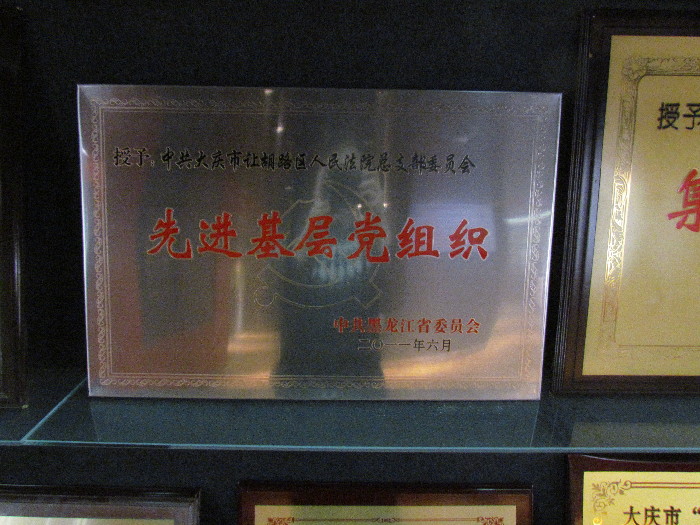 授予:中共大庆市让胡路区人民法院总支部委员会
先进基层党组织
中共黑龙江省委员会
二〇一一年六月
授予
集
大庆市